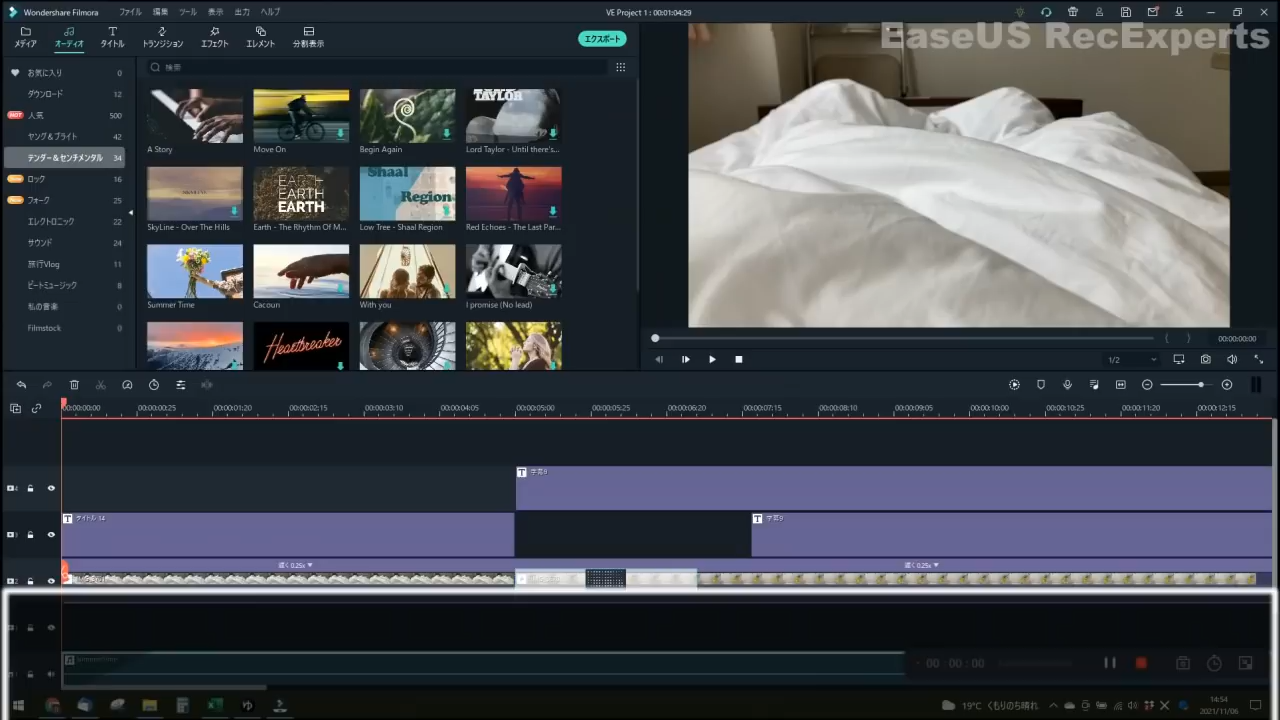 Wondershare Filmora ファイル 編集 ツール 表示 出力 ヘルプ
VE Project 1 : 00:01:04:29
メディア オーディオ タイトル トランジション エフェクト エレメント 分割表示
エクスポート
EaseUS RecExperts
検索
お気に入り 0
ダウンロード 12
HOT 人気 500
ヤング&ブライト 42
テンダー&センチメンタル 34
ロック 16
フォーク 25
エレクトロニック 22
サウンド 24
旅行Vlog 11
ビートミュージック 8
私の音楽 0
Filmstock 0
TAYLOR
A Story Move On Begin Again Lord Taylor - Until there's...
SKYLINE
EARTH
EARTH
EARTH
Shaal
Region
SkyLine - Over The Hills Earth - The Rhythm Of M... Low Tree - Shaal Region Red Echoes - The Last Par...
Summer Time Cacoun With you I promise (No lead)
Heartbreaker
00:00:00:00
1/2
00:00:00:00 00:00:00:25 00:00:01:20 00:00:02:15 00:00:03:10 00:00:04:05 00:00:05:00 00:00:05:25 00:00:06:20 00:00:07:15 00:00:08:10 00:00:09:05 00:00:10:00 00:00:10:25 00:00:11:20 00:00:12:15
字幕9
タイトル 14
字幕9
遅く 0.25x
遅く 0.25x
00:00:00
19°C くもりのち晴れ
14:54
2021/11/06